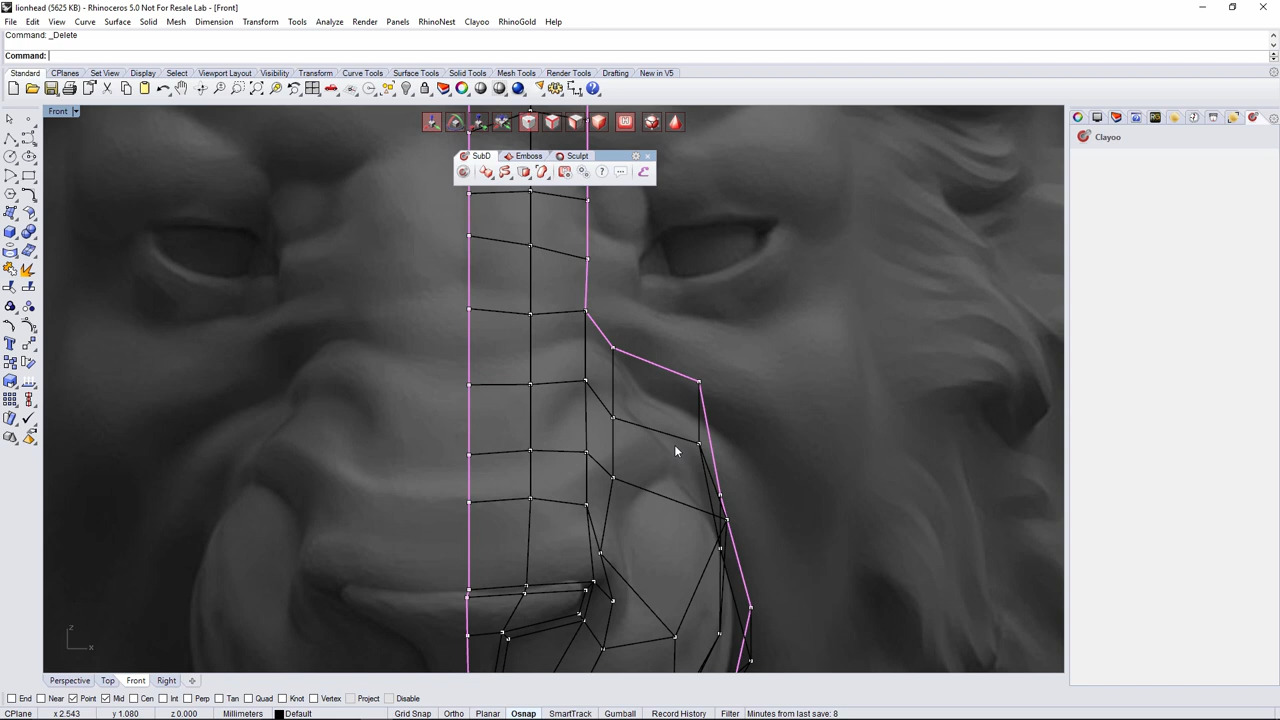 lionhead (5625 KB) - Rhinoceros 5.0 Not For Resale Lab - [Front]
File Edit View Curve Surface Solid Mesh Dimension Transform Tools Analyze Render Panels RhinoNest Clayoo RhinoGold Help
Command: _Delete
Command:
Standard CPlanes Set View Display Select Viewport Layout Visibility Transform Curve Tools Surface Tools Solid Tools Mesh Tools Render Tools Drafting New in V5
Front
Clayoo
SubD Emboss Sculpt
z
x
Perspective Top Front Right
End Near Point Mid Cen Int Perp Tan Quad Knot Vertex Project Disable
CPlane x 2.543 y 1.080 z 0.000 Millimeters Default Grid Snap Ortho Planar Osnap SmartTrack Gumball Record History Filter Minutes from last save: 8